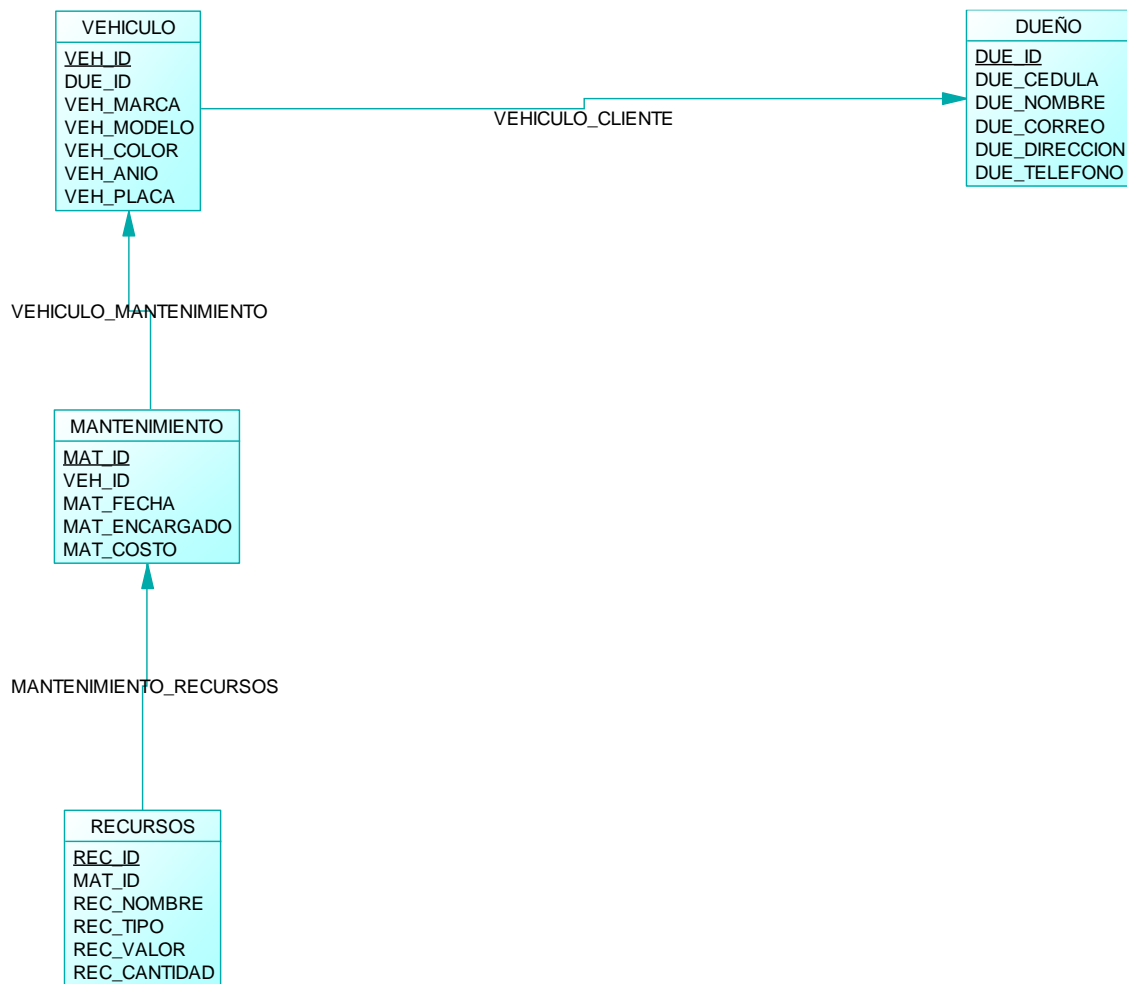 VEHICULO
VEH_ID
DUE_ID
VEH_MARCA
VEH_MODELO
VEH_COLOR
VEH_ANIO
VEH_PLACA
VEHICULO_CLIENTE
DUEÑO
DUE_ID
DUE_CEDULA
DUE_NOMBRE
DUE_CORREO
DUE_DIRECCION
DUE_TELEFONO
VEHICULO_MANTENIMIENTO
MANTENIMIENTO
MAT_ID
VEH_ID
MAT_FECHA
MAT_ENCARGADO
MAT_COSTO
MANTENIMIENTO_RECURSOS
RECURSOS
REC_ID
MAT_ID
REC_NOMBRE
REC_TIPO
REC_VALOR
REC_CANTIDAD